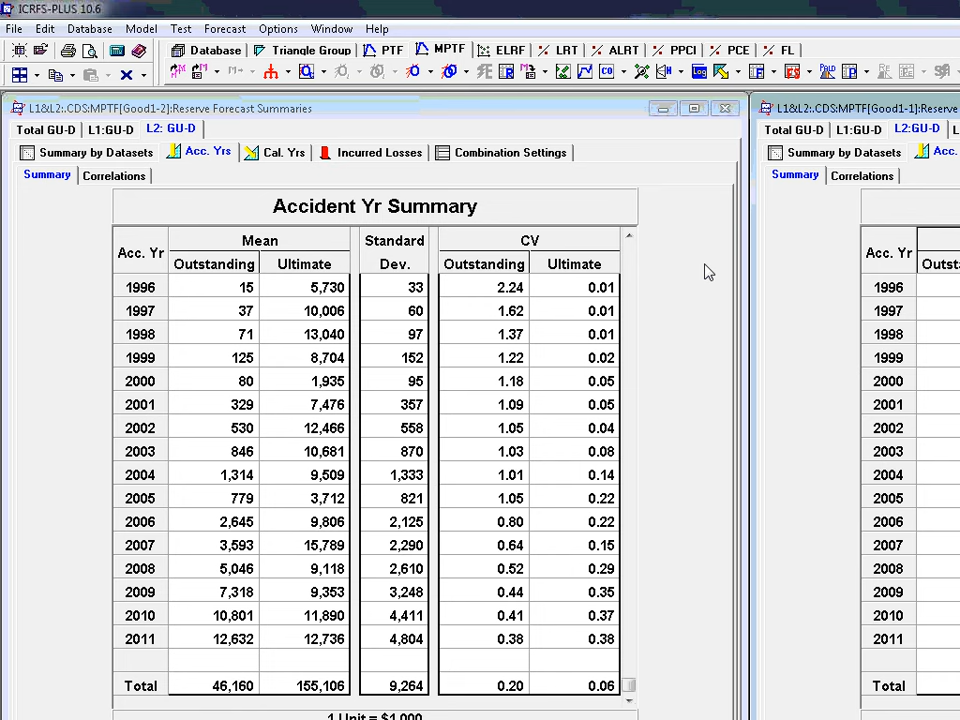 ICRFS-PLUS 10.6
File Edit Database Model Test Forecast Options Window Help
Database Triangle Group PTF MPTF ELRF LRT ALRT PPCI PCE FL
L1&L2:.CDS:MPTF[Good1-2]:Reserve Forecast Summaries
L1&L2:.CDS:MPTF[Good1-1]:Reserve
Total GU-D L1:GU-D L2: GU-D
Total GU-D L1:GU-D L2:GU-D
Summary by Datasets Acc. Yrs Cal. Yrs Incurred Losses Combination Settings
Summary by Datasets Acc.
Summary Correlations
Summary Correlations
Accident Yr Summary
Acc. Yr Mean Standard Dev. CV
Outstanding Ultimate Outstanding Ultimate
1996 15 5,730 33 2.24 0.01
1997 37 10,006 60 1.62 0.01
1998 71 13,040 97 1.37 0.01
1999 125 8,704 152 1.22 0.02
2000 80 1,935 95 1.18 0.05
2001 329 7,476 357 1.09 0.05
2002 530 12,466 558 1.05 0.04
2003 846 10,681 870 1.03 0.08
2004 1,314 9,509 1,333 1.01 0.14
2005 779 3,712 821 1.05 0.22
2006 2,645 9,806 2,125 0.80 0.22
2007 3,593 15,789 2,290 0.64 0.15
2008 5,046 9,118 2,610 0.52 0.29
2009 7,318 9,353 3,248 0.44 0.35
2010 10,801 11,890 4,411 0.41 0.37
2011 12,632 12,736 4,804 0.38 0.38
Total 46,160 155,106 9,264 0.20 0.06
1 Unit = $1,000
Acc. Yr Outst
1996
1997
1998
1999
2000
2001
2002
2003
2004
2005
2006
2007
2008
2009
2010
2011
Total